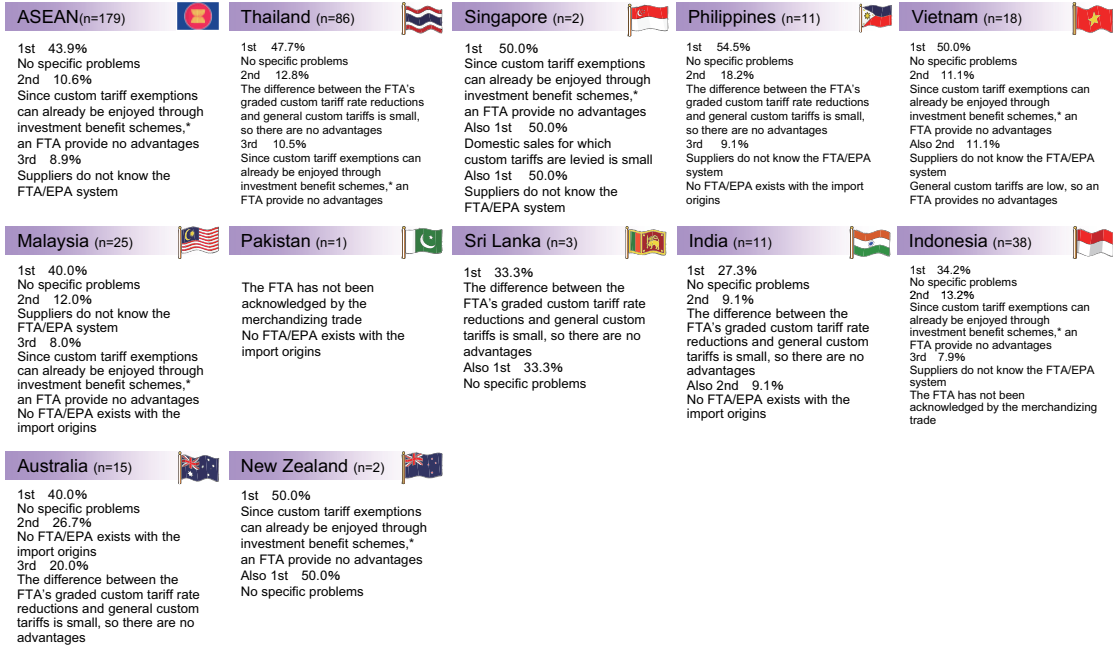 ASEAN(n=179)
1st 43.9%
No specific problems
2nd 10.6%
Since custom tariff exemptions
can already be enjoyed through
investment benefit schemes,*
an FTA provide no advantages
3rd 8.9%
Suppliers do not know the
FTA/EPA system
Thailand (n=86)
1st 47.7%
No specific problems
2nd 12.8%
The difference between the FTA's
graded custom tariff rate reductions
and general custom tariffs is small,
so there are no advantages
3rd 10.5%
Since custom tariff exemptions can
already be enjoyed through
investment benefit schemes,* an
FTA provide no advantages
Singapore (n=2)
1st 50.0%
Since custom tariff exemptions
can already be enjoyed through
investment benefit schemes,*
an FTA provide no advantages
Also 1st 50.0%
Domestic sales for which
custom tariffs are levied is small
Also 1st 50.0%
Suppliers do not know the
FTA/EPA system
Philippines (n=11)
1st 54.5%
No specific problems
2nd 18.2%
The difference between the FTA's
graded custom tariff rate reductions
and general custom tariffs is small,
so there are no advantages
3rd 9.1%
Suppliers do not know the FTA/EPA
system
No FTA/EPA exists with the import
origins
Vietnam (n=18)
1st 50.0%
No specific problems
2nd 11.1%
Since custom tariff exemptions can
already be enjoyed through
investment benefit schemes,* an
FTA provide no advantages
Also 2nd 11.1%
Suppliers do not know the FTA/EPA
system
General custom tariffs are low, so an
FTA provides no advantages
Malaysia (n=25)
1st 40.0%
No specific problems
2nd 12.0%
Suppliers do not know the
FTA/EPA system
3rd 8.0%
Since custom tariff exemptions
can already be enjoyed through
investment benefit schemes,*
an FTA provide no advantages
No FTA/EPA exists with the
import origins
Pakistan (n=1)
The FTA has not been
acknowledged by the
merchandizing trade
No FTA/EPA exists with the
import origins
Sri Lanka (n=3)
1st 33.3%
The difference between the
FTA's graded custom tariff rate
reductions and general custom
tariffs is small, so there are no
advantages
Also 1st 33.3%
No specific problems
India (n=11)
1st 27.3%
No specific problems
2nd 9.1%
The difference between the
FTA's graded custom tariff rate
reductions and general custom
tariffs is small, so there are no
advantages
Also 2nd 9.1%
No FTA/EPA exists with the
import origins
Indonesia (n=38)
1st 34.2%
No specific problems
2nd 13.2%
Since custom tariff exemptions can
already be enjoyed through
investment benefit schemes,* an
FTA provide no advantages
3rd 7.9%
Suppliers do not know the FTA/EPA
system
The FTA has not been
acknowledged by the merchandizing
trade
Australia (n=15)
1st 40.0%
No specific problems
2nd 26.7%
No FTA/EPA exists with the
import origins
3rd 20.0%
The difference between the
FTA's graded custom tariff rate
reductions and general custom
tariffs is small, so there are no
advantages
New Zealand (n=2)
1st 50.0%
Since custom tariff exemptions
can already be enjoyed through
investment benefit schemes,*
an FTA provide no advantages
Also 1st 50.0%
No specific problems